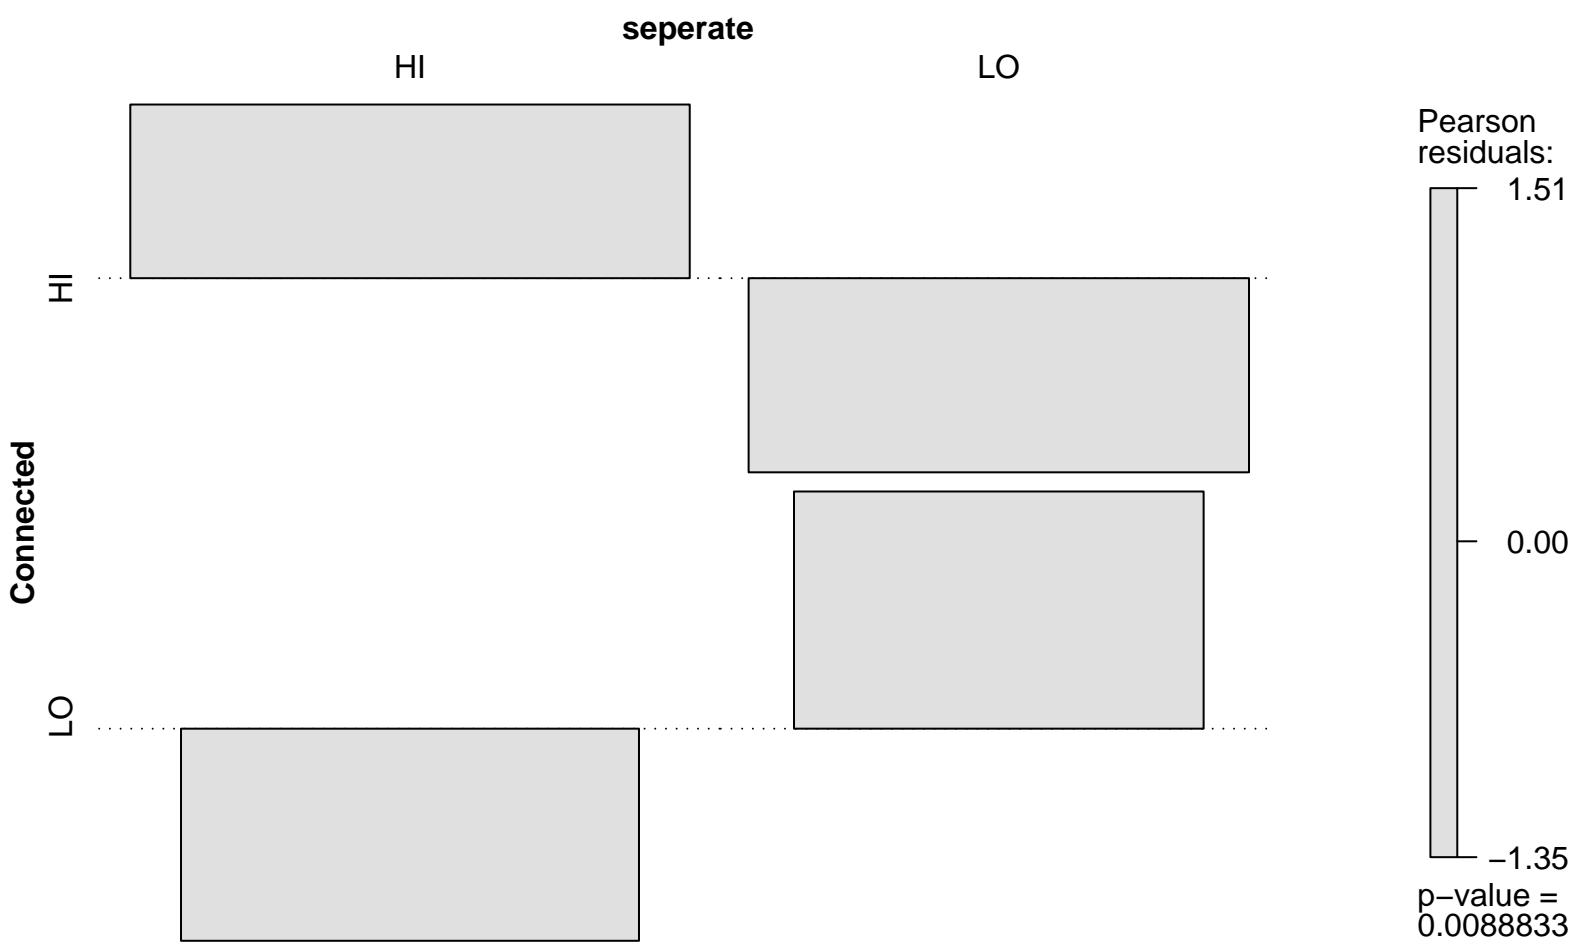 seperate
HI LO
Pearson
residuals:
1.51
HI
Connected
0.00
LO
−1.35
p−value =
0.0088833